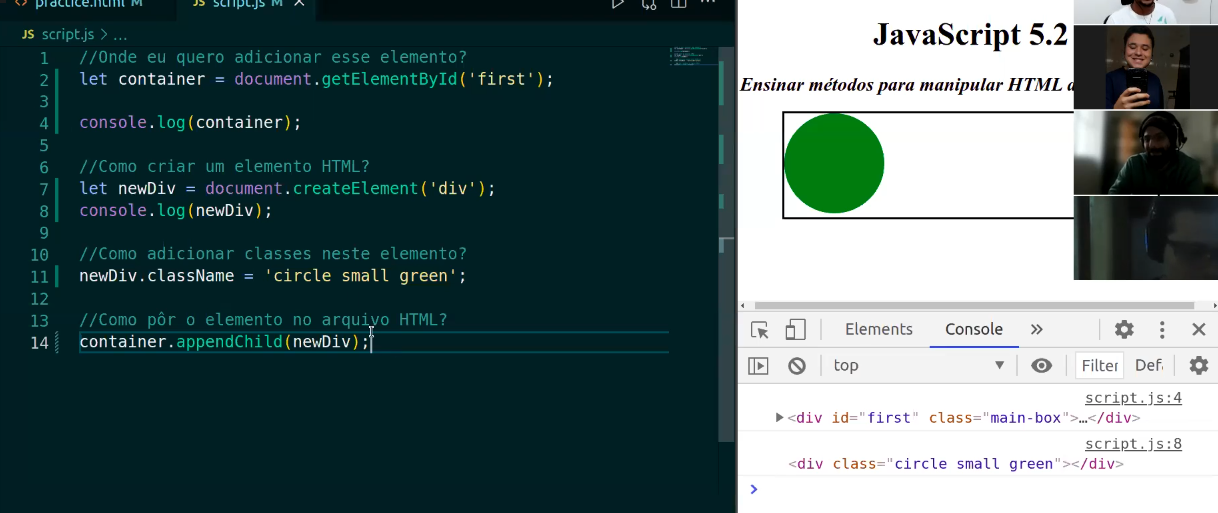 practice.html M
script.js M
script.js > ...
1 //Onde eu quero adicionar esse elemento?
2 let container = document.getElementById('first');
3
4 console.log(container);
5
6 //Como criar um elemento HTML?
7 let newDiv = document.createElement('div');
8 console.log(newDiv);
9
10 //Como adicionar classes neste elemento?
11 newDiv.className = 'circle small green';
12
13 //Como pôr o elemento no arquivo HTML?
14 container.appendChild(newDiv);
JavaScript 5.2
Ensinar métodos para manipular HTML
Elements Console »
top Filter Defa
script.js:4
<div id="first" class="main-box">…</div>
script.js:8
<div class="circle small green"></div>